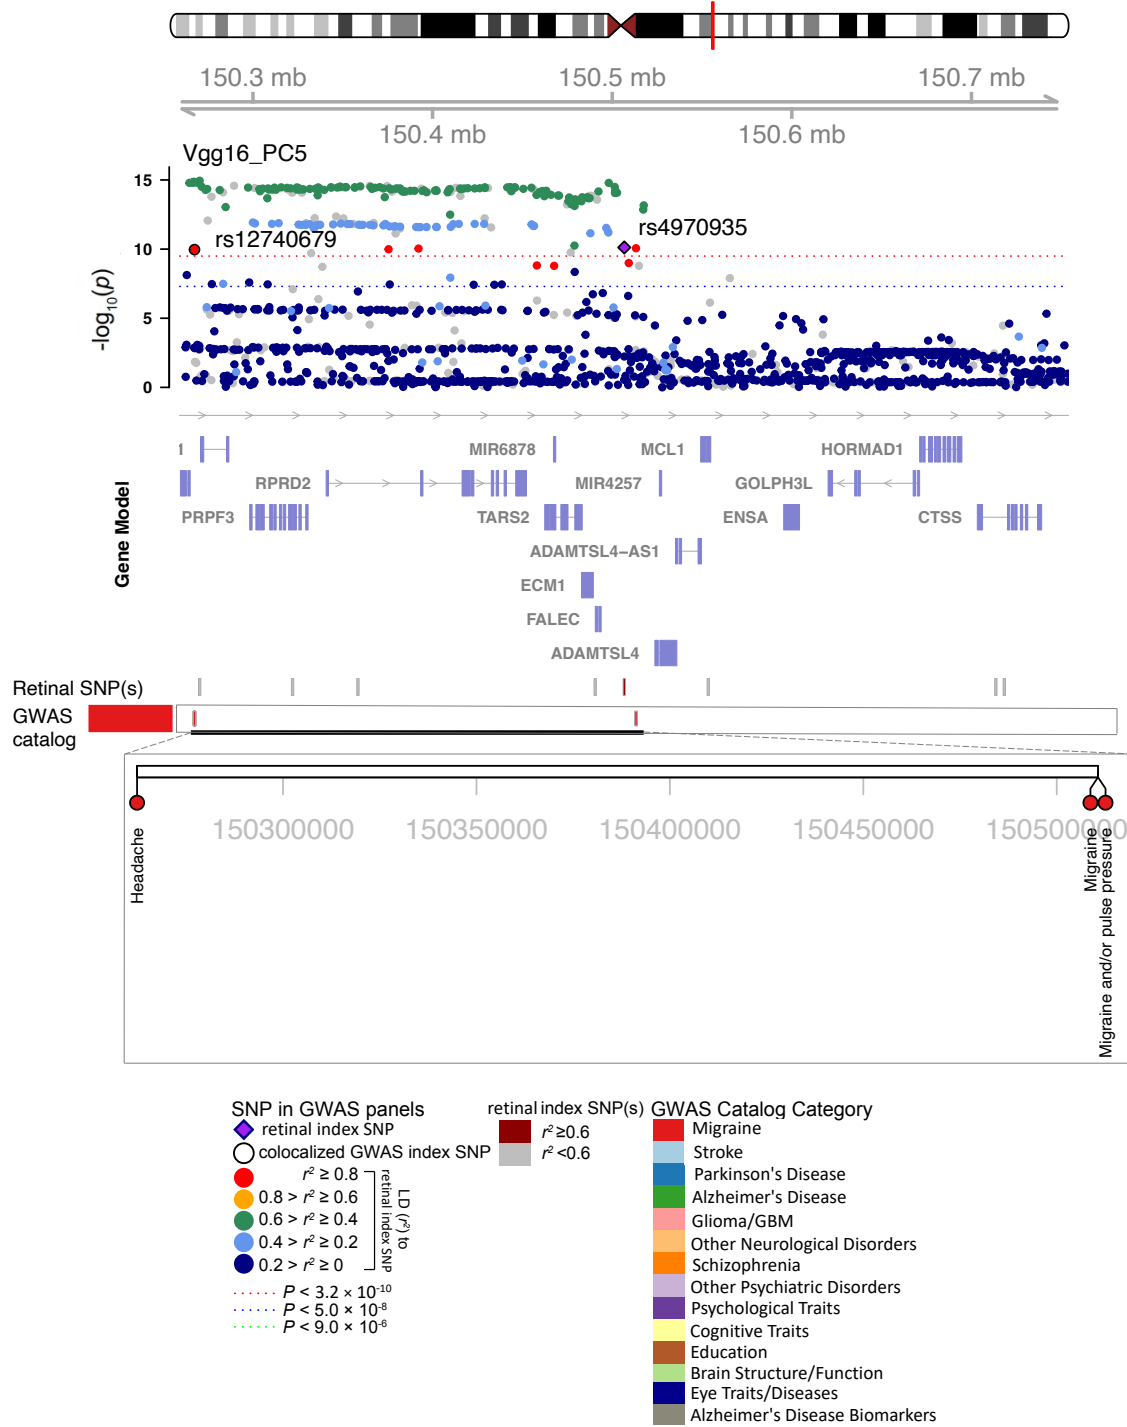 150.3 mb 150.5 mb 150.7 mb
150.4 mb 150.6 mb
Vgg16_PC5
15
10
5
0
-log10(p)
rs12740679
rs4970935
Gene Model
1 MIR6878 MCL1 HORMAD1
RPRD2 MIR4257 GOLPH3L
PRPF3 TARS2 ENSA CTSS
ADAMTSL4−AS1
ECM1
FALEC
ADAMTSL4
Retinal SNP(s)
GWAS
catalog
150300000 150350000 150400000 150450000 150500000
Headache
Migraine
Migraine and/or pulse pressure
SNP in GWAS panels
retinal index SNP
colocalized GWAS index SNP
r² ≥ 0.8
0.8 > r² ≥ 0.6
0.6 > r² ≥ 0.4
0.4 > r² ≥ 0.2
0.2 > r² ≥ 0
LD (r²) to
retinal index SNP
P < 3.2 × 10⁻¹⁰
P < 5.0 × 10⁻⁸
P < 9.0 × 10⁻⁶
retinal index SNP(s)
r² ≥0.6
r² <0.6
GWAS Catalog Category
Migraine
Stroke
Parkinson's Disease
Alzheimer's Disease
Glioma/GBM
Other Neurological Disorders
Schizophrenia
Other Psychiatric Disorders
Psychological Traits
Cognitive Traits
Education
Brain Structure/Function
Eye Traits/Diseases
Alzheimer's Disease Biomarkers